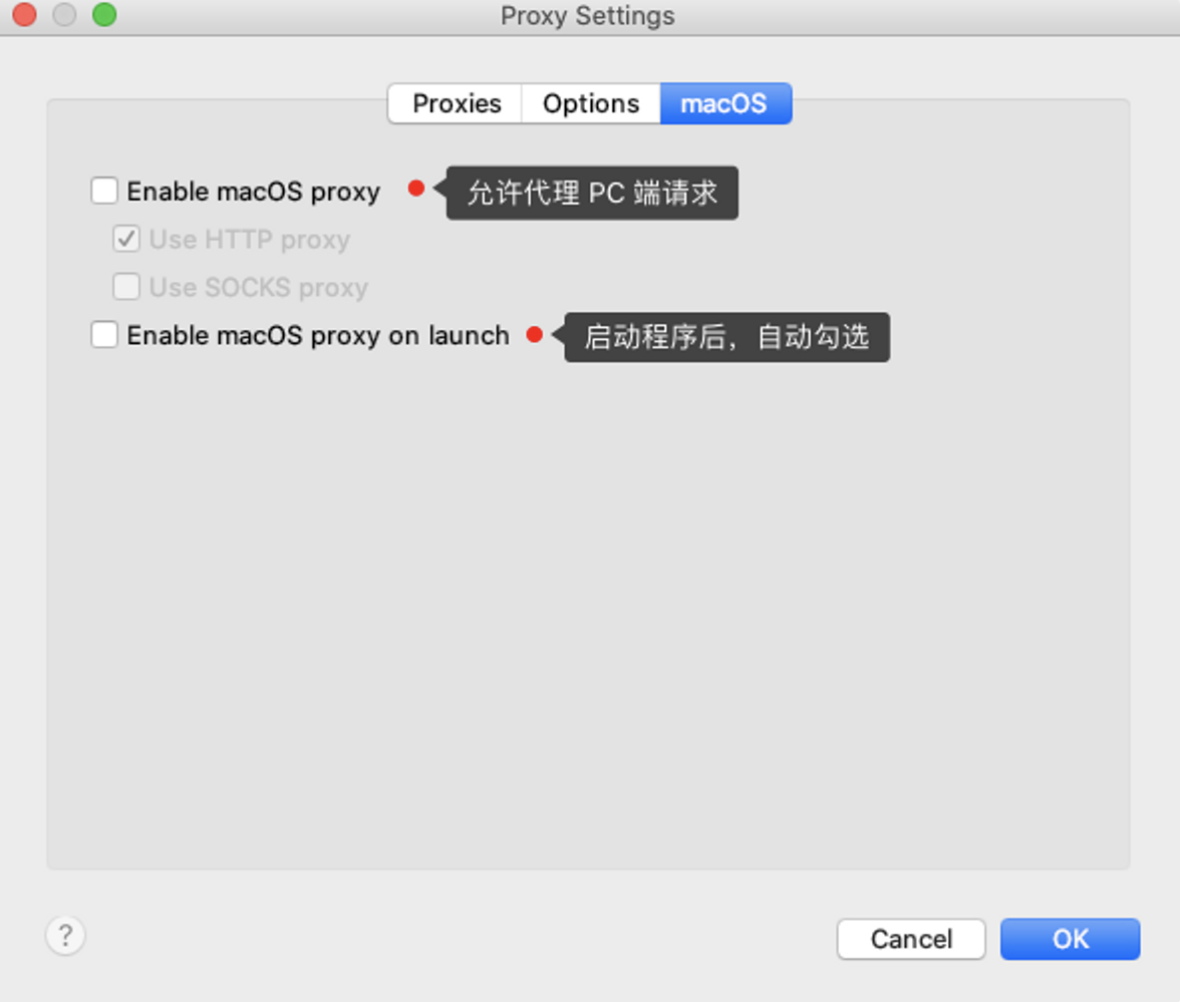 Proxy Settings
Proxies Options macOS
Enable macOS proxy 允许代理 PC 端请求
Use HTTP proxy
Use SOCKS proxy
Enable macOS proxy on launch 启动程序后，自动勾选
? Cancel OK